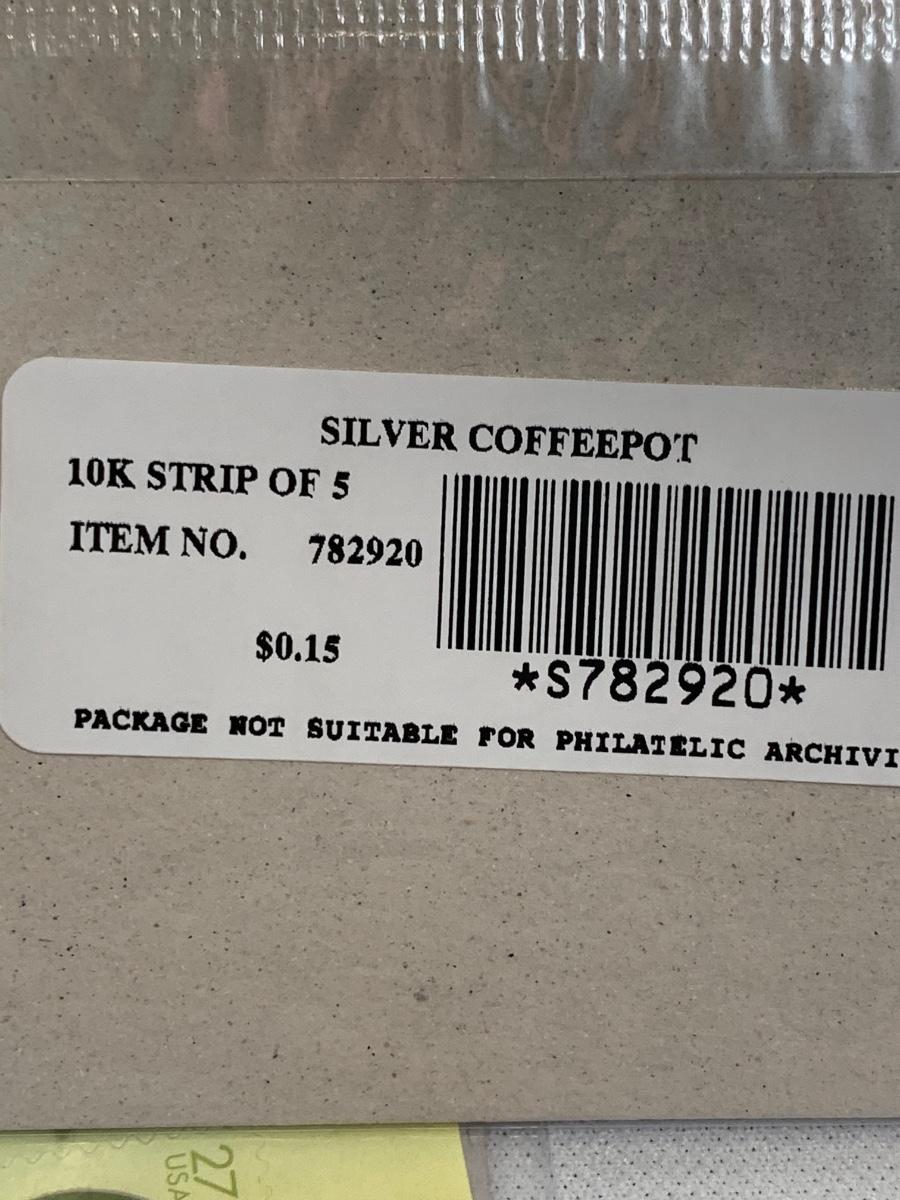 SILVER COFFEEPOT
10K STRIP OF 5
ITEM NO. 782920
$0.15
*S782920*
PACKAGE NOT SUITABLE FOR PHILATELIC
27
USA